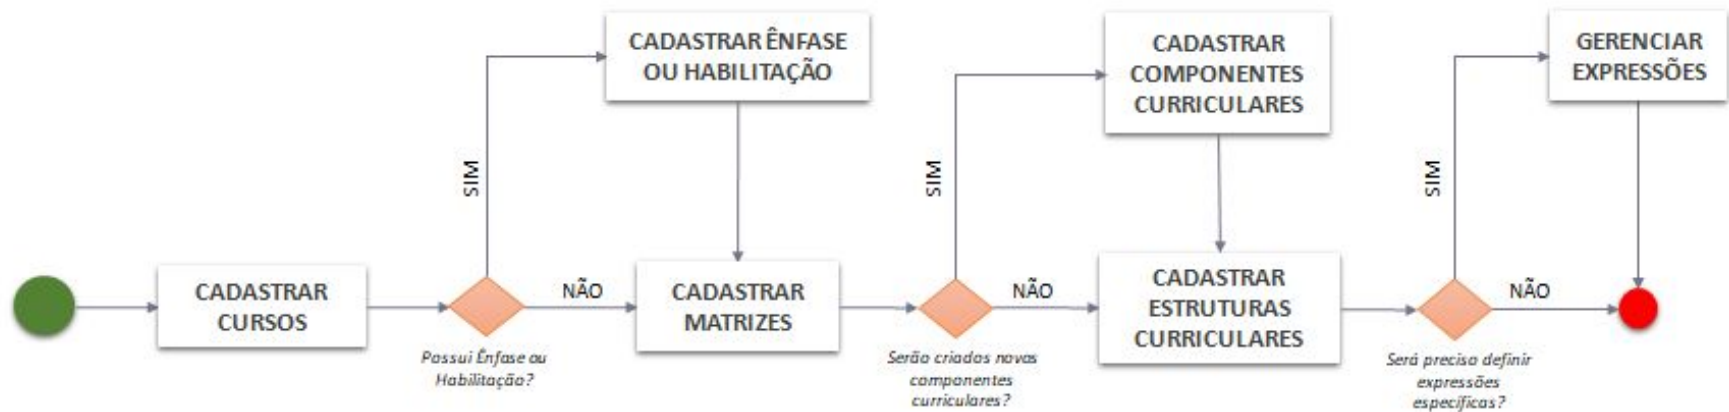 CADASTRAR
CURSOS
Possui Ênfase ou
Habilitação?
SIM
NÃO
CADASTRAR ÊNFASE
OU HABILITAÇÃO
CADASTRAR
MATRIZES
Serão criados novos
componentes
curriculares?
SIM
NÃO
CADASTRAR
COMPONENTES
CURRICULARES
CADASTRAR
ESTRUTURAS
CURRICULARES
Será preciso definir
expressões
específicas?
SIM
NÃO
GERENCIAR
EXPRESSÕES